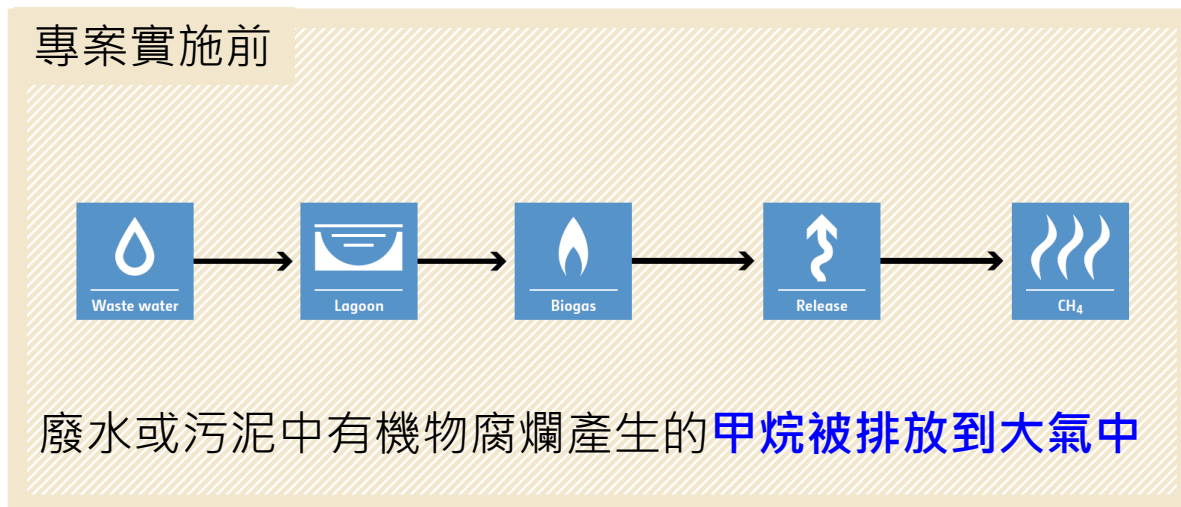 專案實施前
Waste water
Lagoon
Biogas
Release
CH₄
廢水或污泥中有機物腐爛產生的甲烷被排放到大氣中